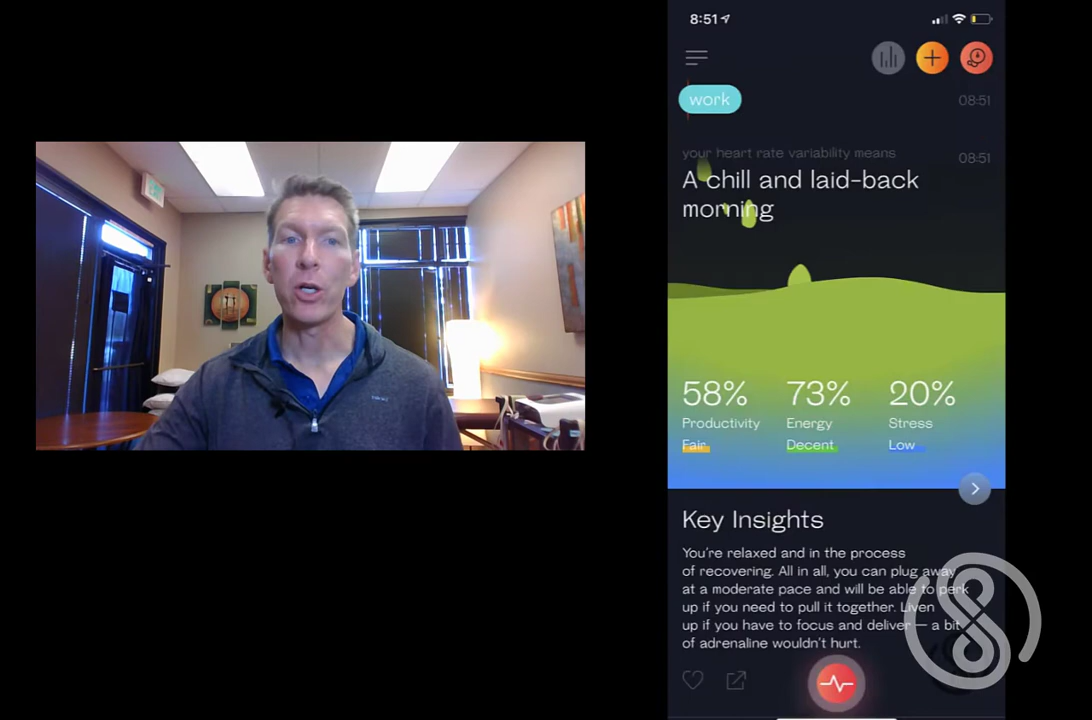 8:51
work
08:51
your heart rate variability means
08:51
A chill and laid-back
morning
58% 73% 20%
Productivity Energy Stress
Fair Decent Low
Key Insights
You're relaxed and in the process
of recovering. All in all, you can plug away
at a moderate pace and will be able to perk
up if you need to pull it together. Liven
up if you have to focus and deliver — a bit
of adrenaline wouldn't hurt.